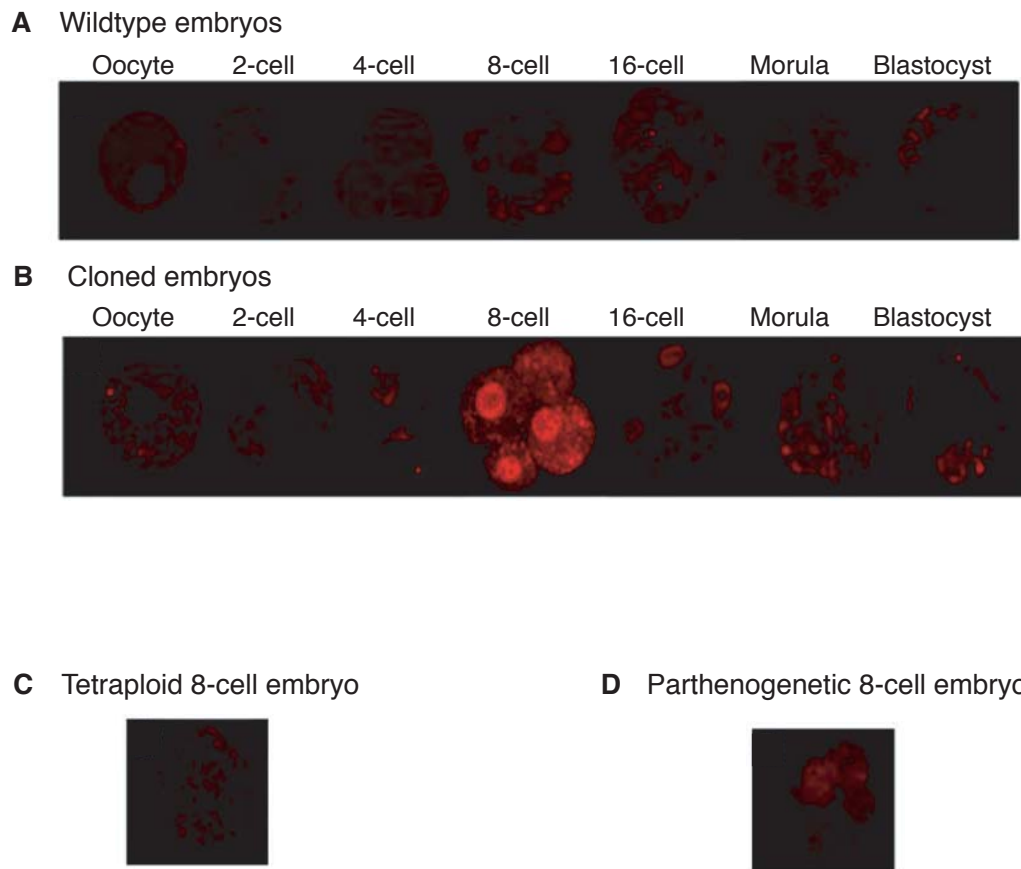 A Wildtype embryos
Oocyte 2-cell 4-cell 8-cell 16-cell Morula Blastocyst
B Cloned embryos
Oocyte 2-cell 4-cell 8-cell 16-cell Morula Blastocyst
C Tetraploid 8-cell embryo
D Parthenogenetic 8-cell embryo